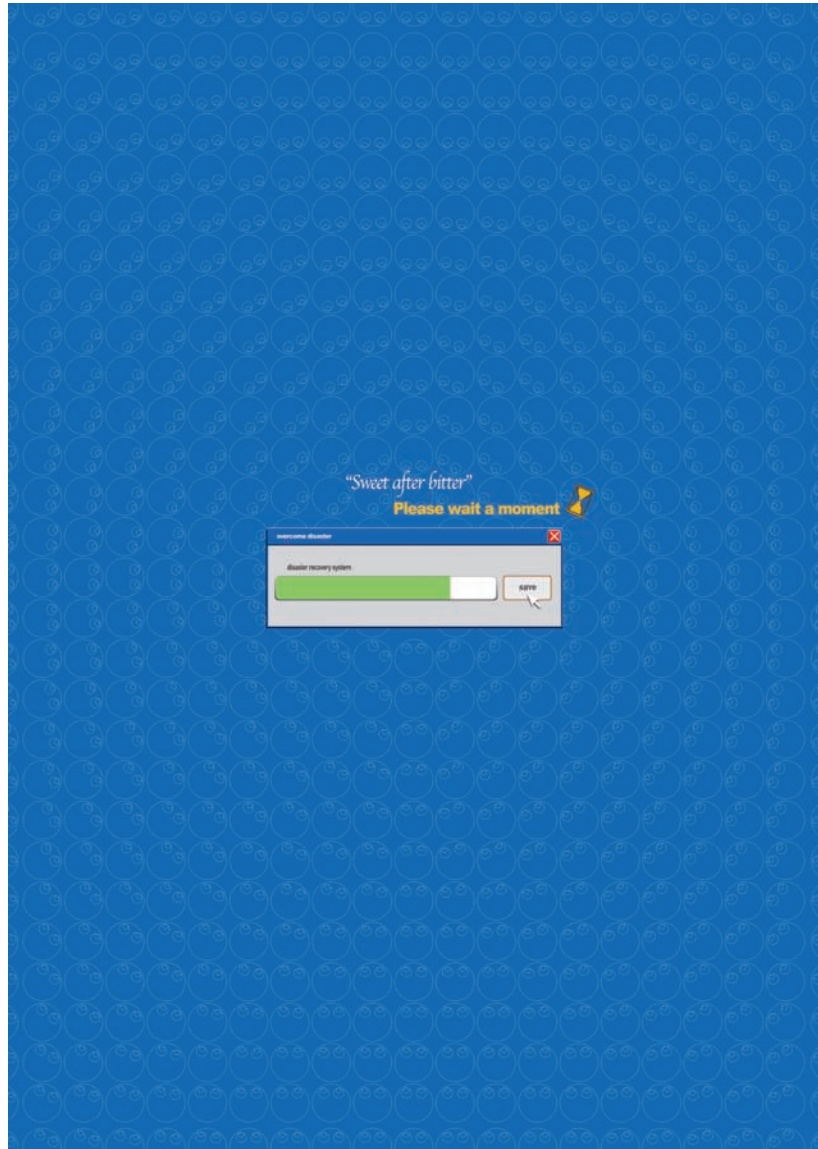 “Sweet after bitter”
Please wait a moment
overcome disaster
disaster recovery system
save